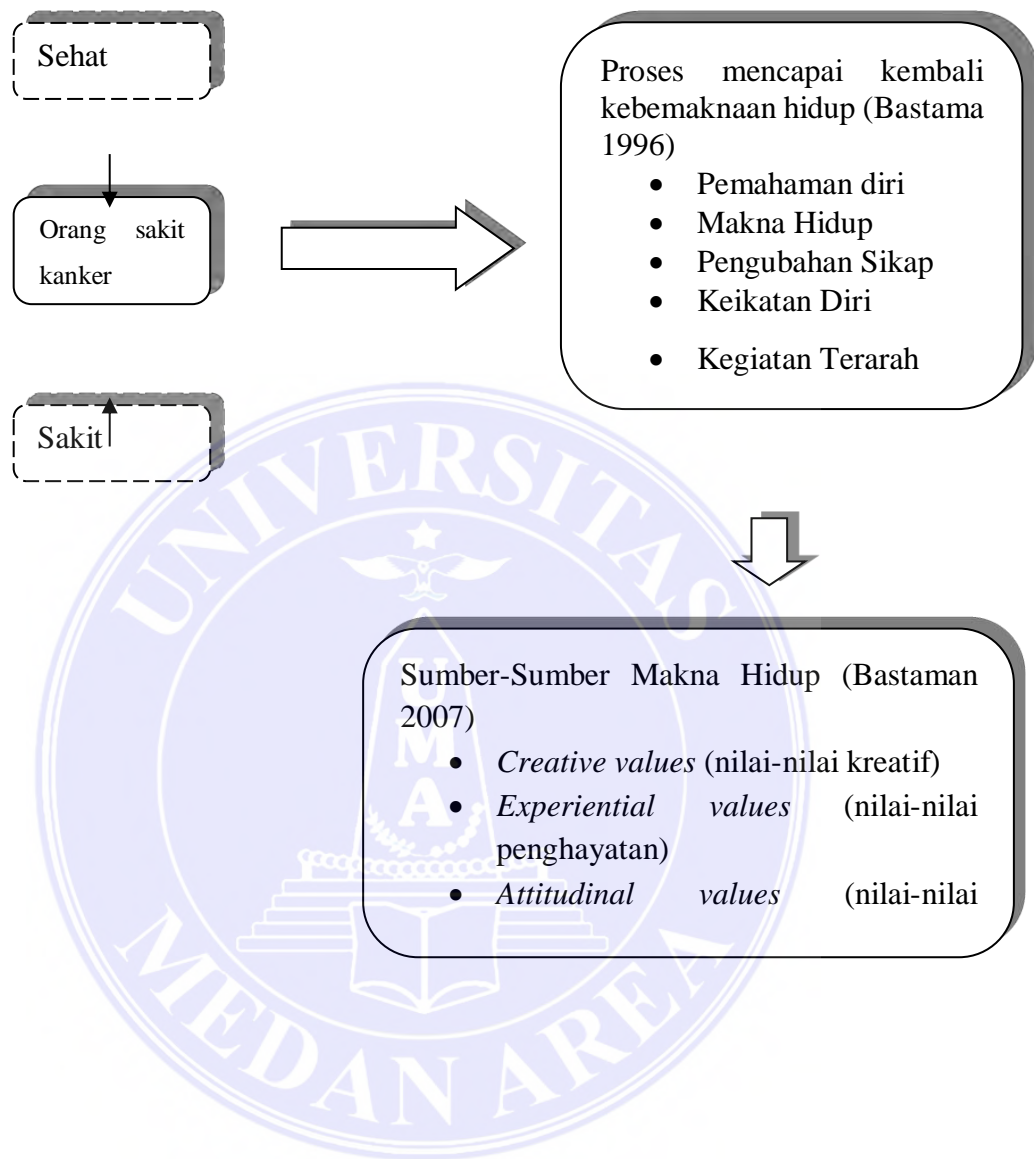 Sehat
Orang sakit
kanker
Sakit
Proses mencapai kembali
kebemaknaan hidup (Bastama
1996)
• Pemahaman diri
• Makna Hidup
• Pengubahan Sikap
• Keikatan Diri
• Kegiatan Terarah
Sumber-Sumber Makna Hidup (Bastaman
2007)
• Creative values (nilai-nilai kreatif)
• Experiential values (nilai-nilai
penghayatan)
• Attitudinal values (nilai-nilai
UNIVERSITAS
UMA
MEDAN AREA